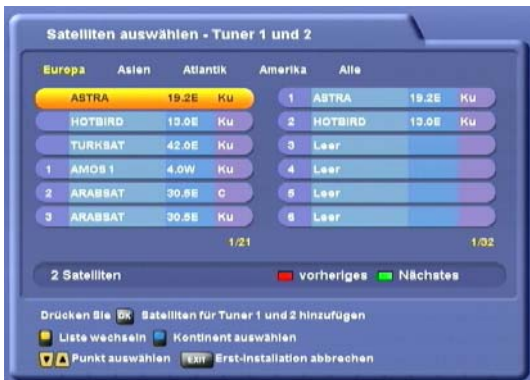 Satelliten auswählen - Tuner 1 und 2
Europa Asien Atlantik Amerika Alle
ASTRA 19.2E Ku
HOTBIRD 13.0E Ku
TURKSAT 42.0E Ku
1 AMOS 1 4.0W Ku
2 ARABSAT 30.5E C
3 ARABSAT 30.5E Ku
1/21
1 ASTRA 19.2E Ku
2 HOTBIRD 13.0E Ku
3 Leer
4 Leer
5 Leer
6 Leer
1/32
2 Satelliten vorheriges Nächstes
Drücken Sie OK Satelliten für Tuner 1 und 2 hinzufügen
Liste wechseln Kontinent auswählen
Punkt auswählen EXIT Erst-Installation abbrechen